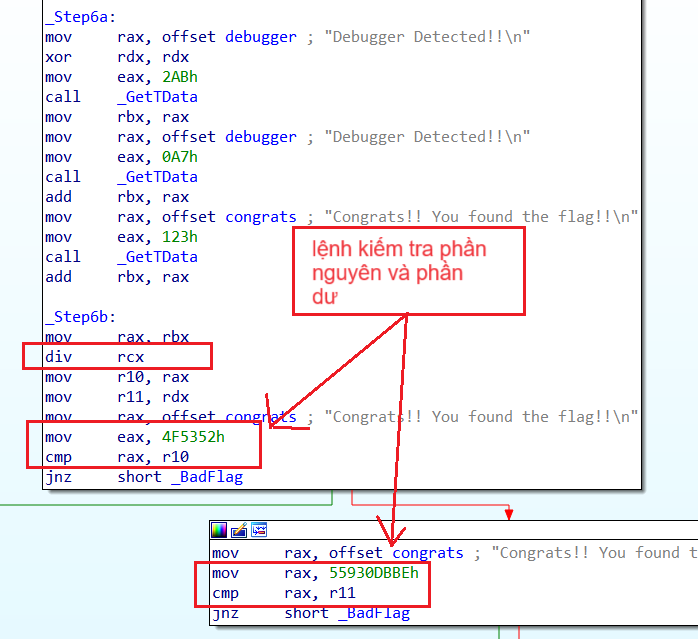 _Step6a:
mov rax, offset debugger ; "Debugger Detected!!\n"
xor rdx, rdx
mov eax, 2ABh
call _GetTData
mov rbx, rax
mov rax, offset debugger ; "Debugger Detected!!\n"
mov eax, 0A7h
call _GetTData
add rbx, rax
mov rax, offset congrats ; "Congrats!! You found the flag!!\n"
mov eax, 123h
call _GetTData
add rbx, rax
lệnh kiểm tra phần
nguyên và phần
dư
_Step6b:
mov rax, rbx
div rcx
mov r10, rax
mov r11, rdx
mov rax, offset congrats ; "Congrats!! You found the flag!!\n"
mov eax, 4F5352h
cmp rax, r10
jnz short _BadFlag
mov rax, offset congrats ; "Congrats!! You found t
mov rax, 55930DBBEh
cmp rax, r11
jnz short _BadFlag